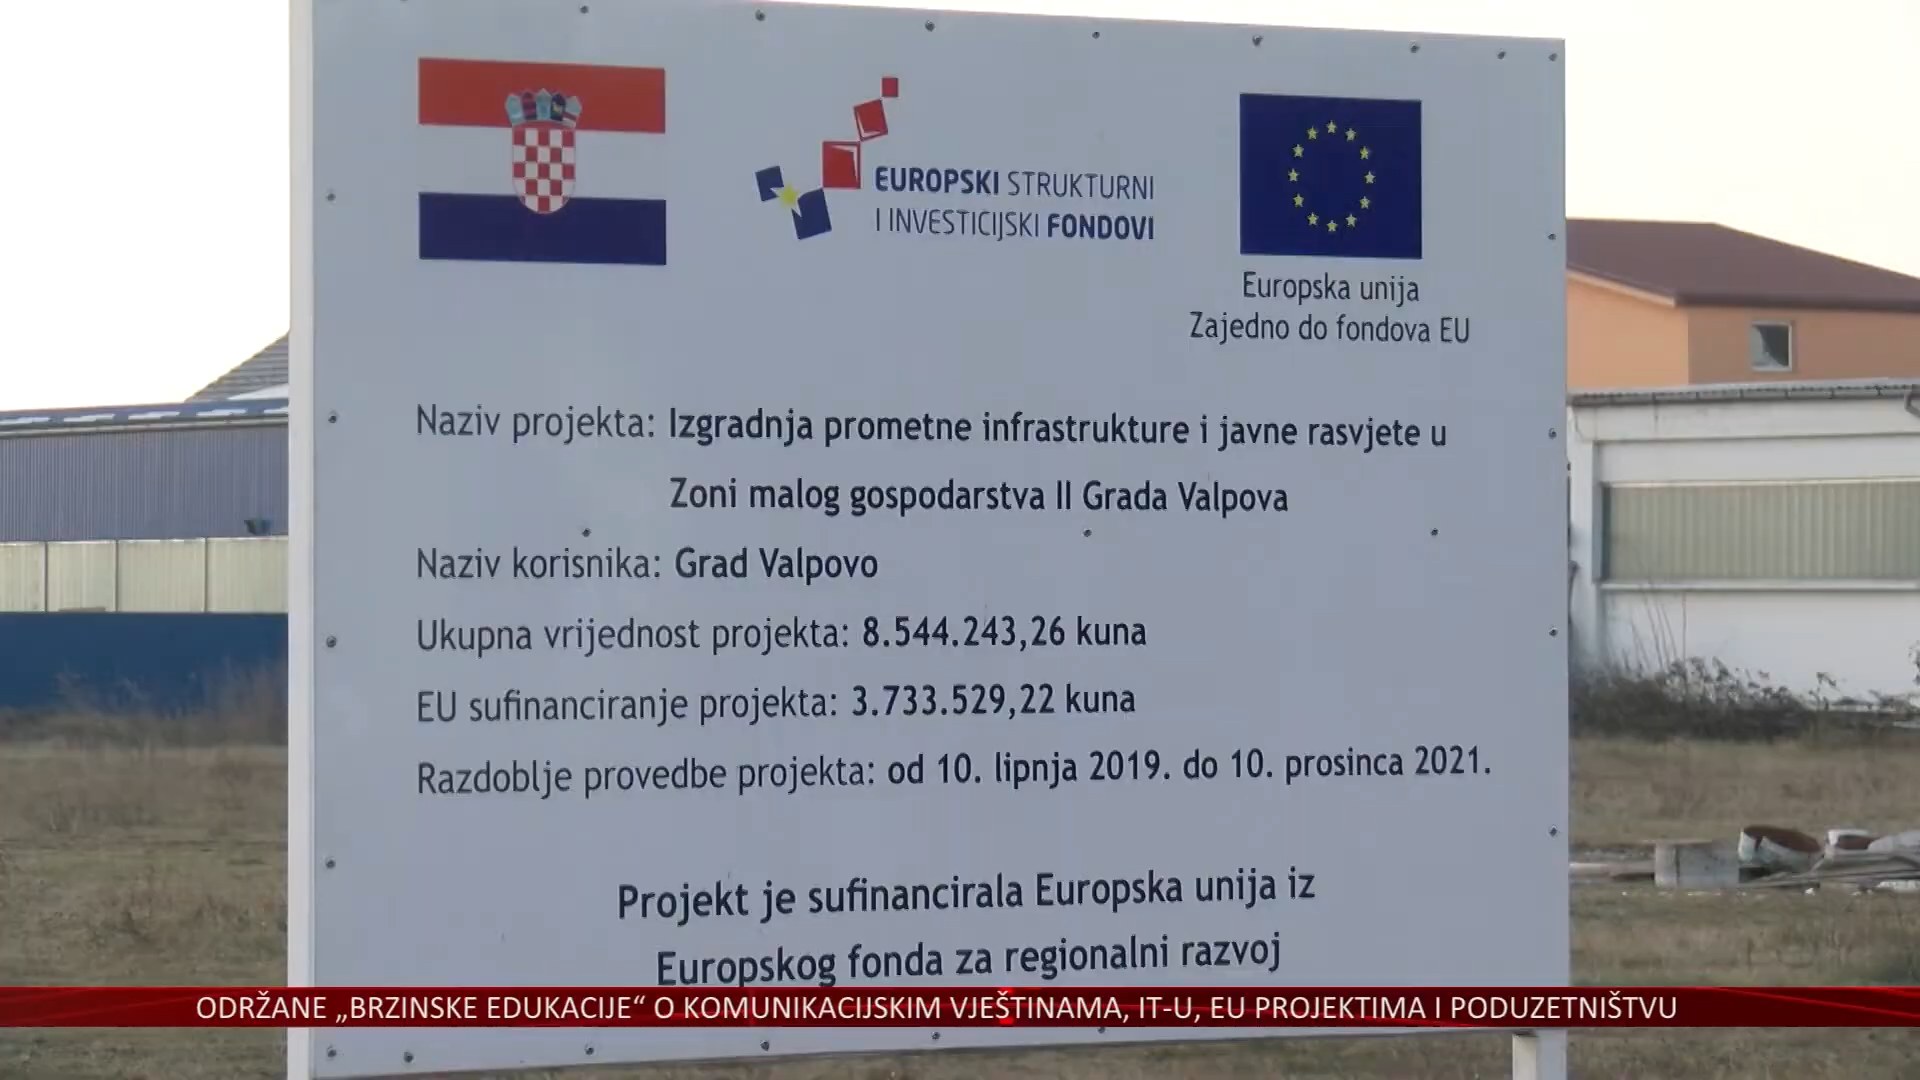 EUROPSKI STRUKTURNI
I INVESTICIJSKI FONDOVI
Europska unija
Zajedno do fondova EU
Naziv projekta: Izgradnja prometne infrastrukture i javne rasvjete u
Zoni malog gospodarstva II Grada Valpova
Naziv korisnika: Grad Valpovo
Ukupna vrijednost projekta: 8.544.243,26 kuna
EU sufinanciranje projekta: 3.733.529,22 kuna
Razdoblje provedbe projekta: od 10. lipnja 2019. do 10. prosinca 2021.
Projekt je sufinancirala Europska unija iz
Europskog fonda za regionalni razvoj
ODRŽANE „BRZINSKE EDUKACIJE“ O KOMUNIKACIJSKIM VJEŠTINAMA, IT-U, EU PROJEKTIMA I PODUZETNIŠTVU